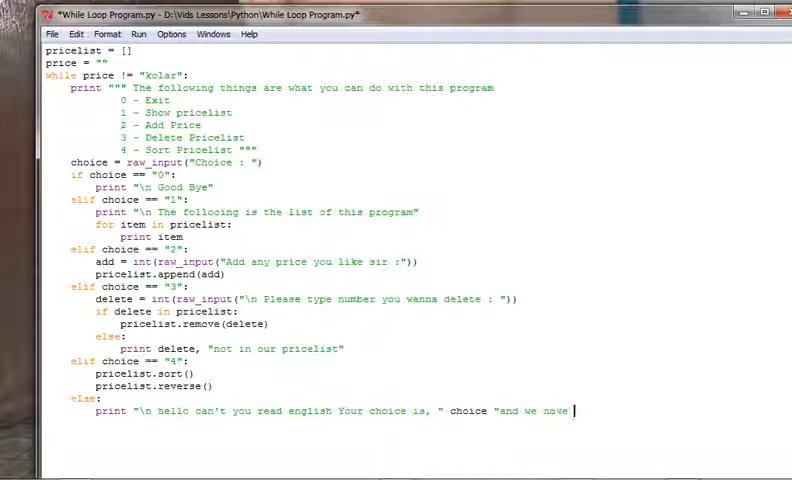 *While Loop Program.py - D:\Vids Lessons\Python\While Loop Program.py*
File Edit Format Run Options Windows Help
pricelist = []
price = ""
while price != "kolar":
    print """ The following things are what you can do with this program
            0 - Exit
            1 - Show pricelist
            2 - Add Price
            3 - Delete Pricelist
            4 - Sort Pricelist """
    choice = raw_input("Choice : ")
    if choice == "0":
        print "\n Good Bye"
    elif choice == "1":
        print "\n The follooing is the list of this program"
        for item in pricelist:
            print item
    elif choice == "2":
        add = int(raw_input("Add any price you like sir :"))
        pricelist.append(add)
    elif choice == "3":
        delete = int(raw_input("\n Please type number you wanna delete : "))
        if delete in pricelist:
            pricelist.remove(delete)
        else:
            print delete, "not in our pricelist"
    elif choice == "4":
        pricelist.sort()
        pricelist.reverse()
    else:
        print "\n hello can't you read english Your choice is, " choice "and we nave